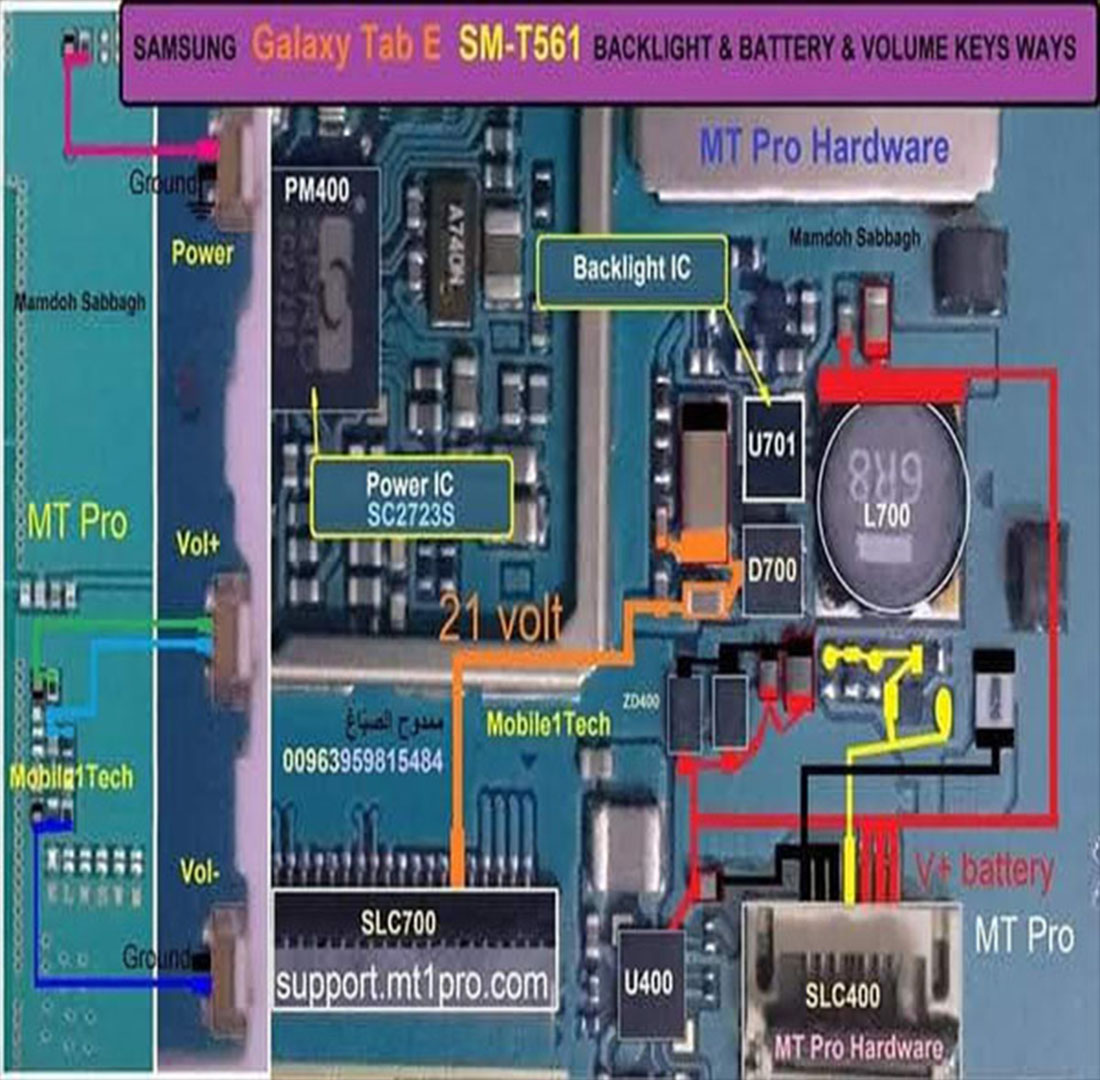 SAMSUNG Galaxy Tab E SM-T561 BACKLIGHT & BATTERY & VOLUME KEYS WAYS
MT Pro Hardware
Ground
PM400
A740N
Power
Backlight IC
Mamdoh Sabbagh
Mamdoh Sabbagh
U701
6R8
L700
Power IC
SC2723S
MT Pro
Vol+
D700
21 volt
ZD400
ممدوح الصباغ
Mobile1Tech
00963959815484
Mobile1Tech
Vol-
V+ battery
SLC700
MT Pro
Ground
support.mt1pro.com
U400
SLC400
MT Pro Hardware